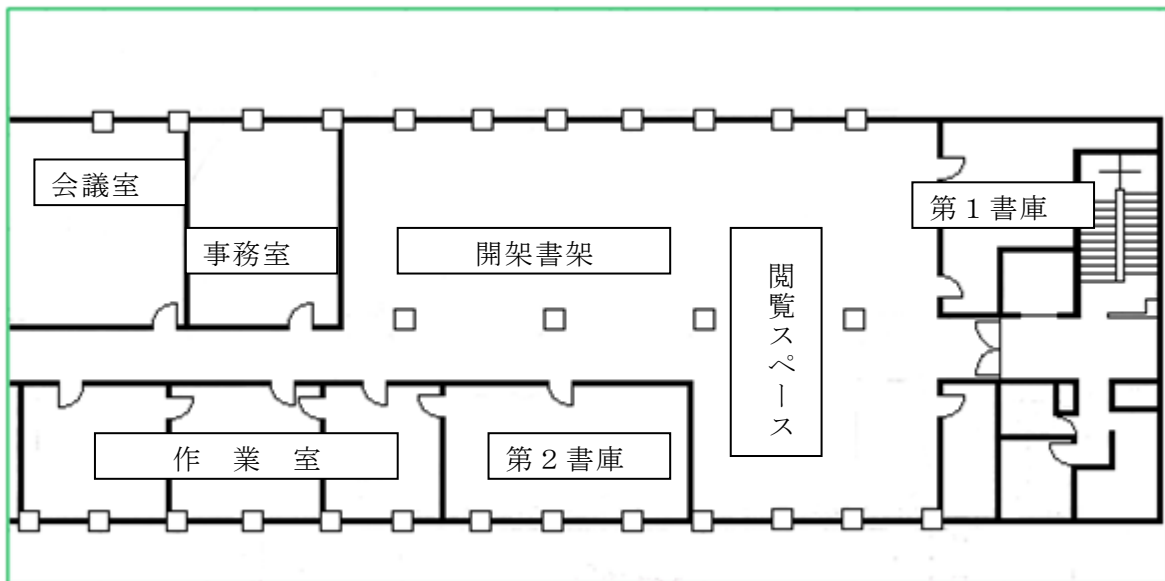 会議室
事務室
開架書架
閲覧スペース
第１書庫
作　業　室
第２書庫